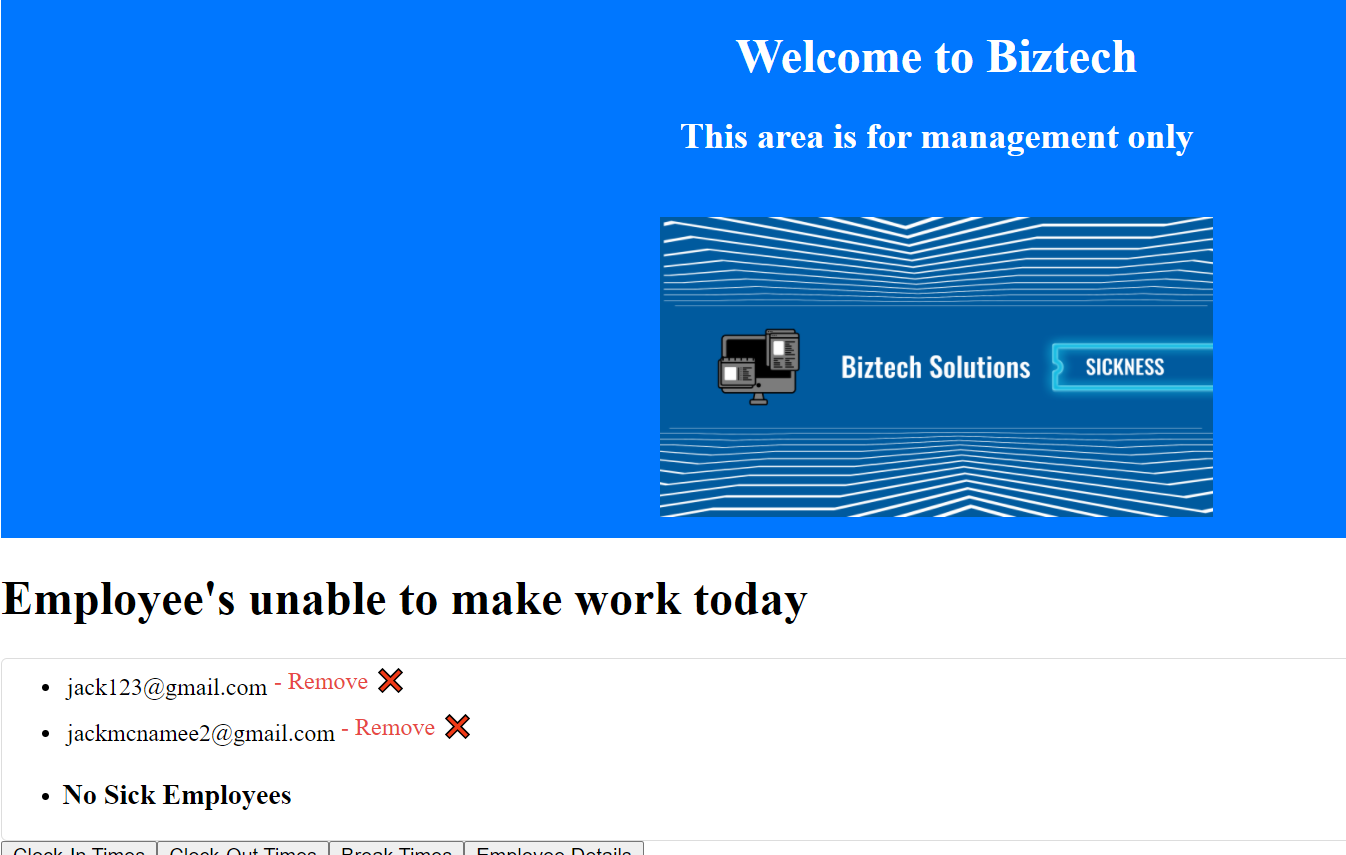 Welcome to Biztech
This area is for management only
Biztech Solutions
SICKNESS
Employee's unable to make work today
jack123@gmail.com - Remove ❌
jackmcnamee2@gmail.com - Remove ❌
No Sick Employees
Clock In Times Clock Out Times Break Times Employee Details